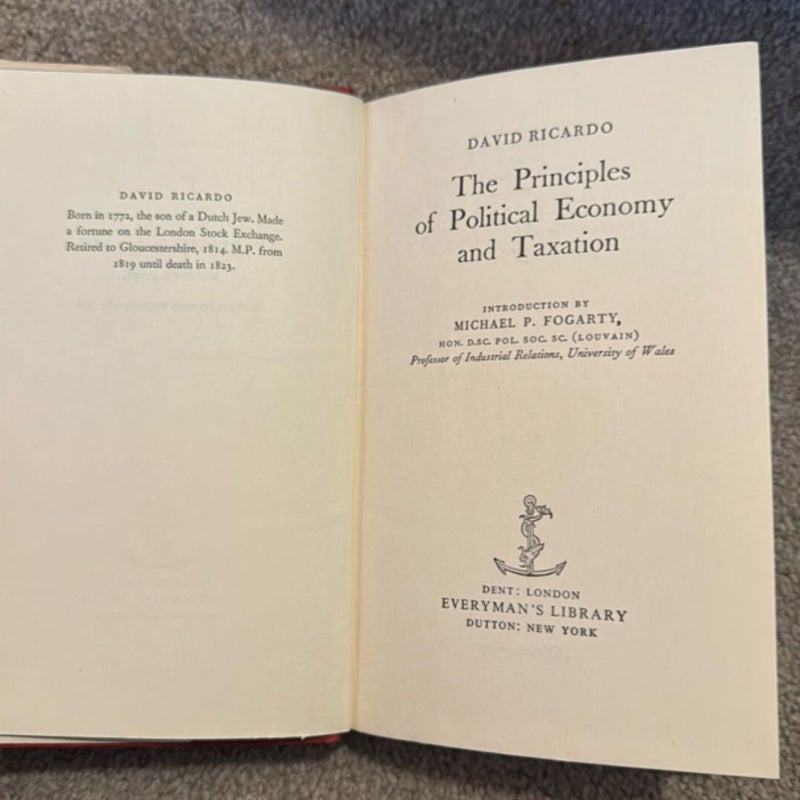 DAVID RICARDO
Born in 1772, the son of a Dutch Jew. Made
a fortune on the London Stock Exchange.
Retired to Gloucestershire, 1814. M.P. from
1819 until death in 1823.
DAVID RICARDO
The Principles
of Political Economy
and Taxation
INTRODUCTION BY
MICHAEL P. FOGARTY,
HON. D.SC. POL. SOC. SC. (LOUVAIN)
Professor of Industrial Relations, University of Wales
DENT: LONDON
EVERYMAN'S LIBRARY
DUTTON: NEW YORK